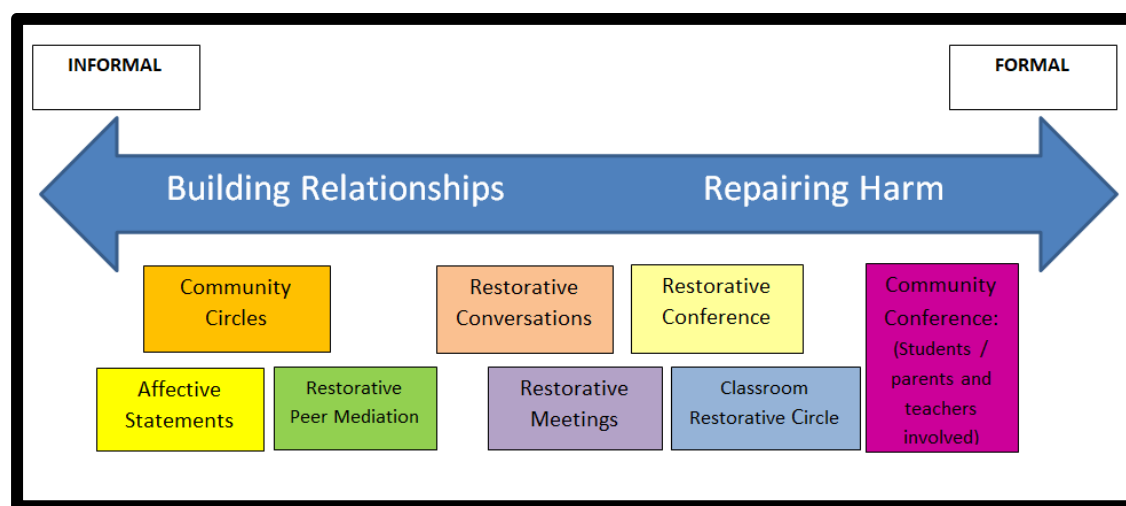 INFORMAL
FORMAL
Building Relationships
Repairing Harm
Community
Circles
Restorative
Conversations
Restorative
Conference
Community
Conference:
(Students /
parents and
teachers
involved)
Affective
Statements
Restorative
Peer Mediation
Restorative
Meetings
Classroom
Restorative Circle